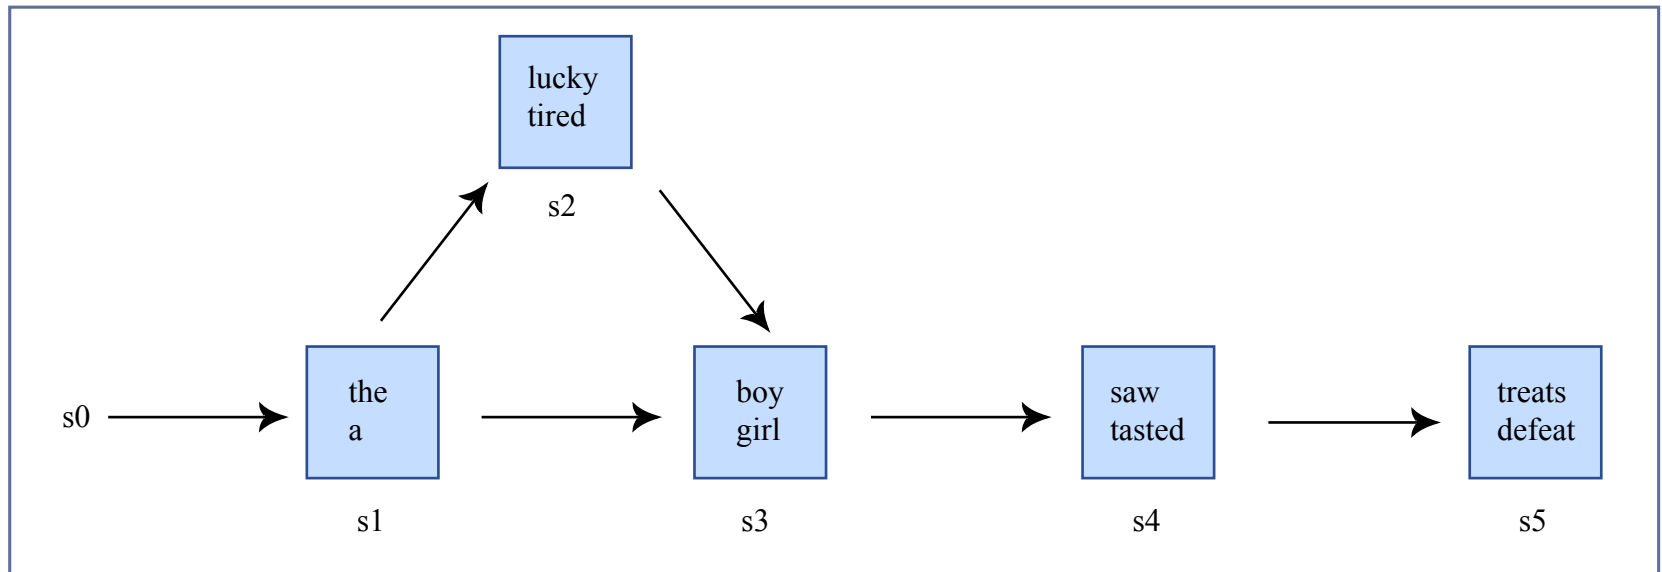 lucky
tired
s2
s0
the
a
boy
girl
saw
tasted
treats
defeat
s1
s3
s4
s5